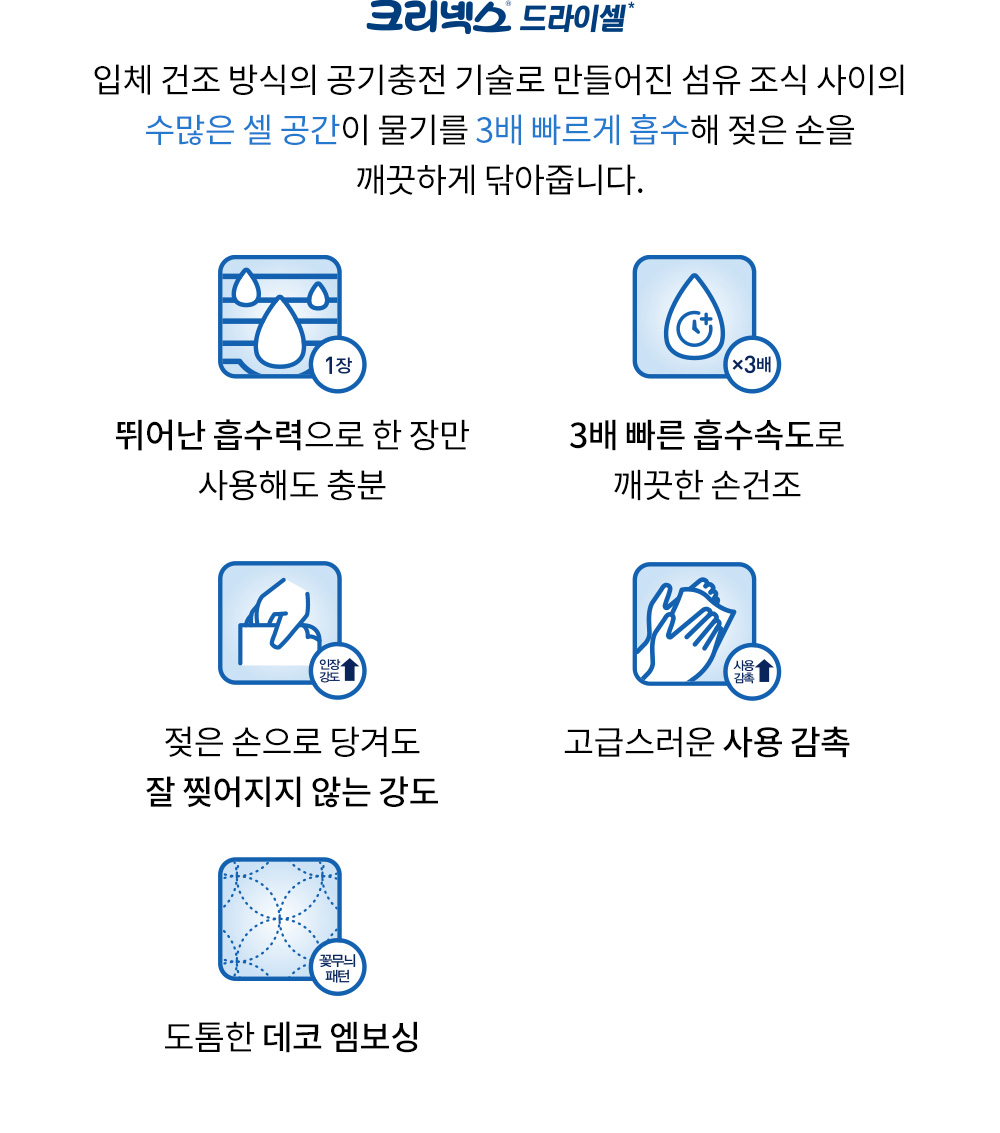 크리넥스® 드라이셀*
입체 건조 방식의 공기충전 기술로 만들어진 섬유 조식 사이의
수많은 셀 공간이 물기를 3배 빠르게 흡수해 젖은 손을
깨끗하게 닦아줍니다.
1장
뛰어난 흡수력으로 한 장만
사용해도 충분
×3배
3배 빠른 흡수속도로
깨끗한 손건조
인장
강도
젖은 손으로 당겨도
잘 찢어지지 않는 강도
사용
감촉
고급스러운 사용 감촉
꽃무늬
패턴
도톰한 데코 엠보싱